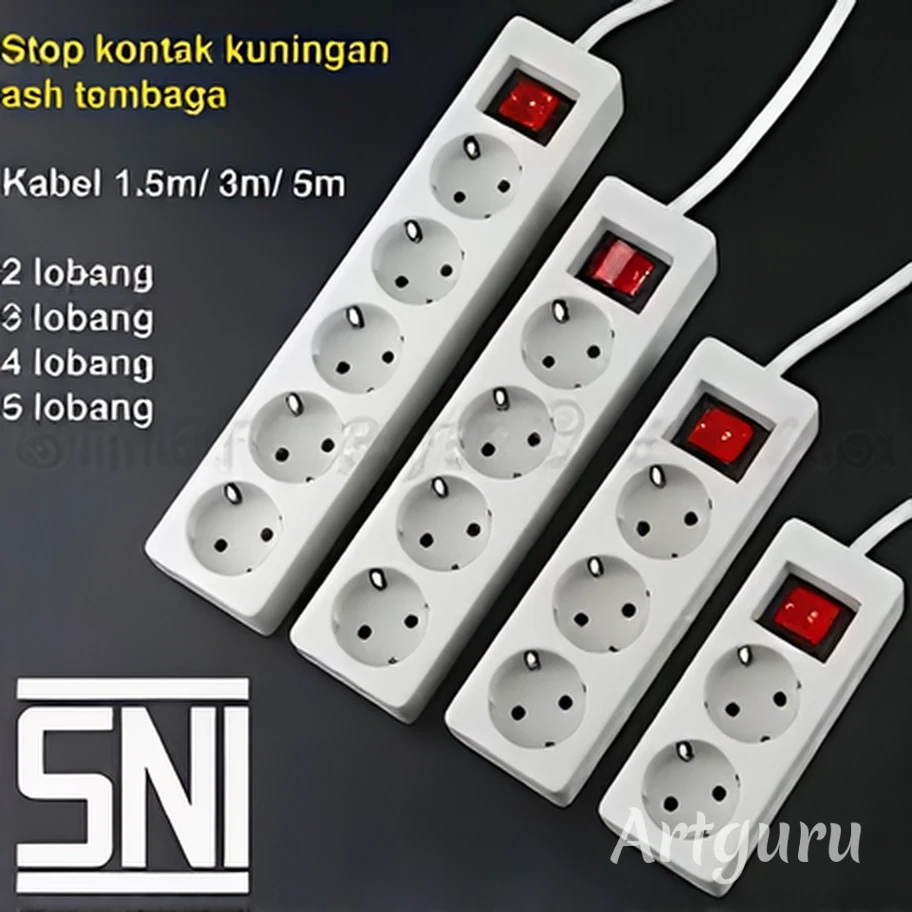 Stop kontak kuningan
ash tembaga
Kabel 1.5m/ 3m/ 5m
2 lobang
3 lobang
4 lobang
5 lobang
SNI
Artguru